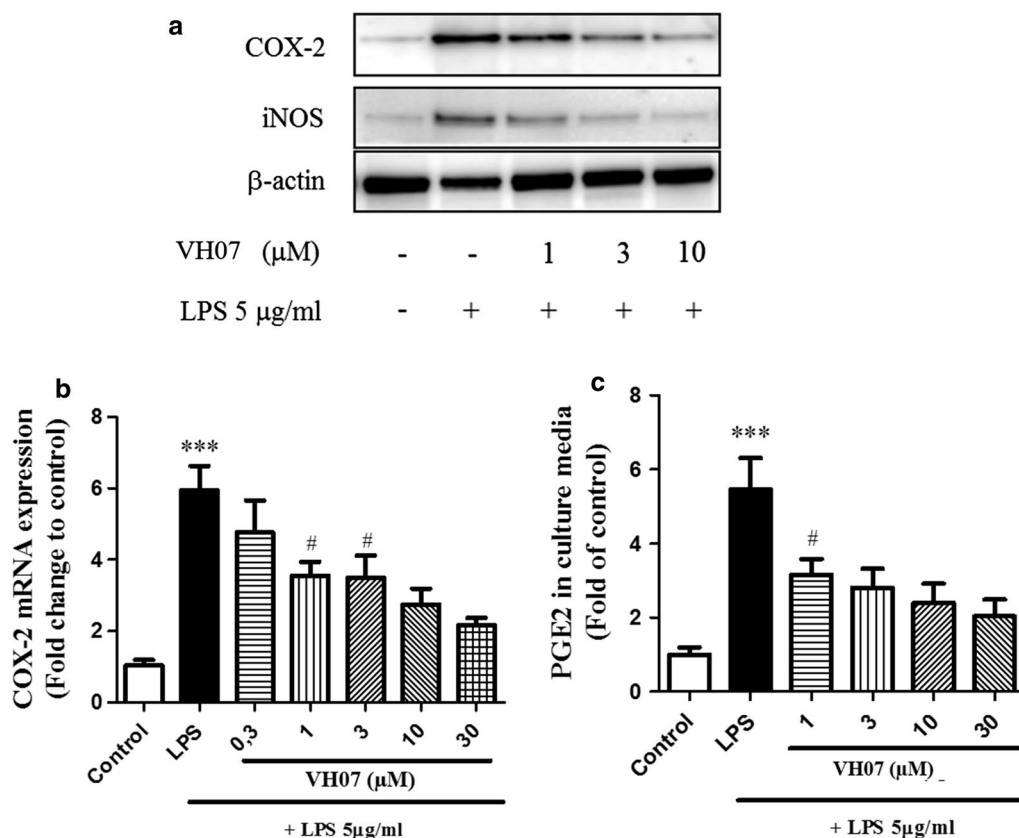 a
COX-2
iNOS
β-actin
VH07 (μM) - - 1 3 10
LPS 5 μg/ml - + + + +
b
COX-2 mRNA expression
(Fold change to control)
8
6
4
2
0
***
#
#
Control LPS 0,3 1 3 10 30
VH07 (μM)
+ LPS 5μg/ml
c
PGE2 in culture media
(Fold of control)
8
6
4
2
0
***
#
Control LPS 1 3 10 30
VH07 (μM)
+ LPS 5μg/ml